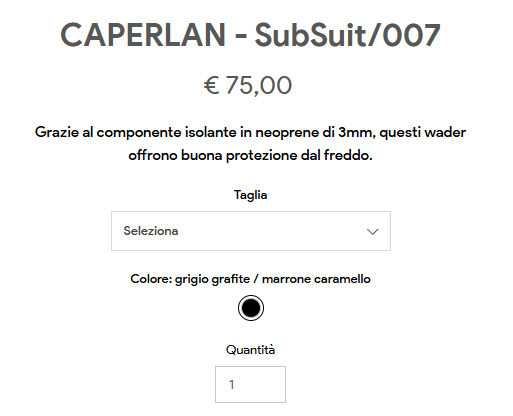 CAPERLAN - SubSuit/007
€ 75,00
Grazie al componente isolante in neoprene di 3mm, questi wader
offrono buona protezione dal freddo.
Taglia
Seleziona
Colore: grigio grafite / marrone caramello
Quantità
1